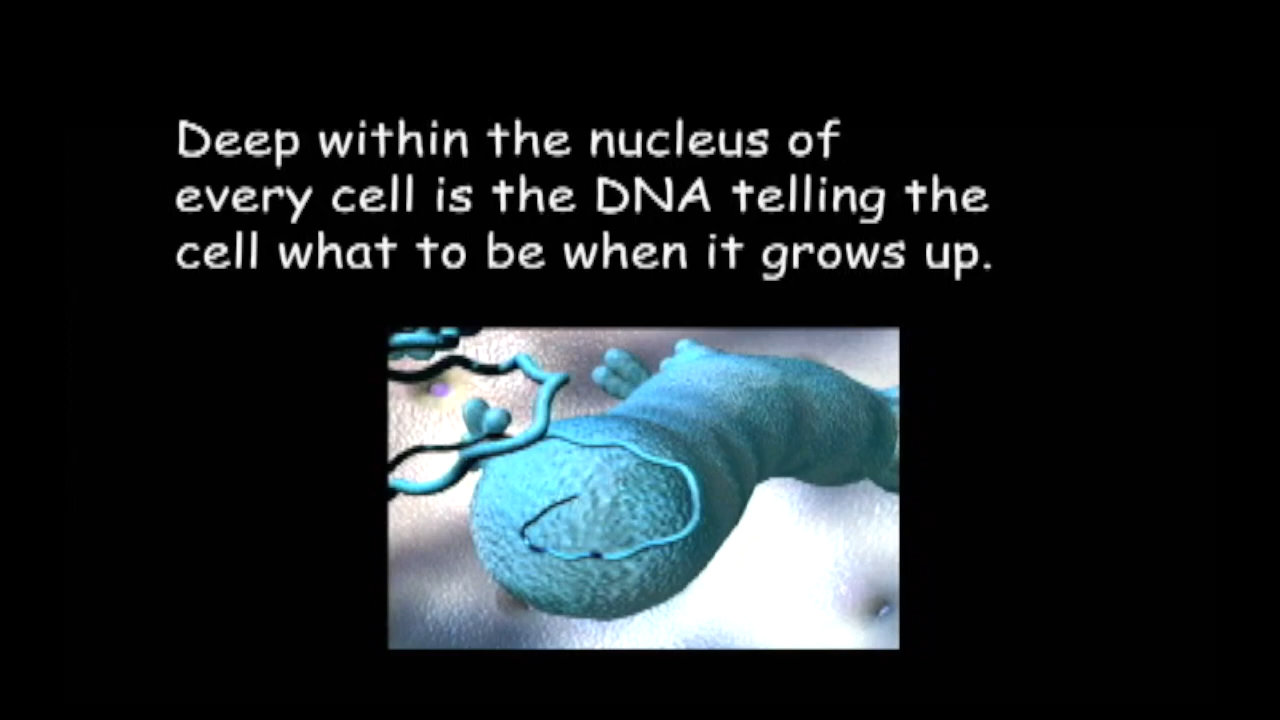 Deep within the nucleus of
every cell is the DNA telling the
cell what to be when it grows up.